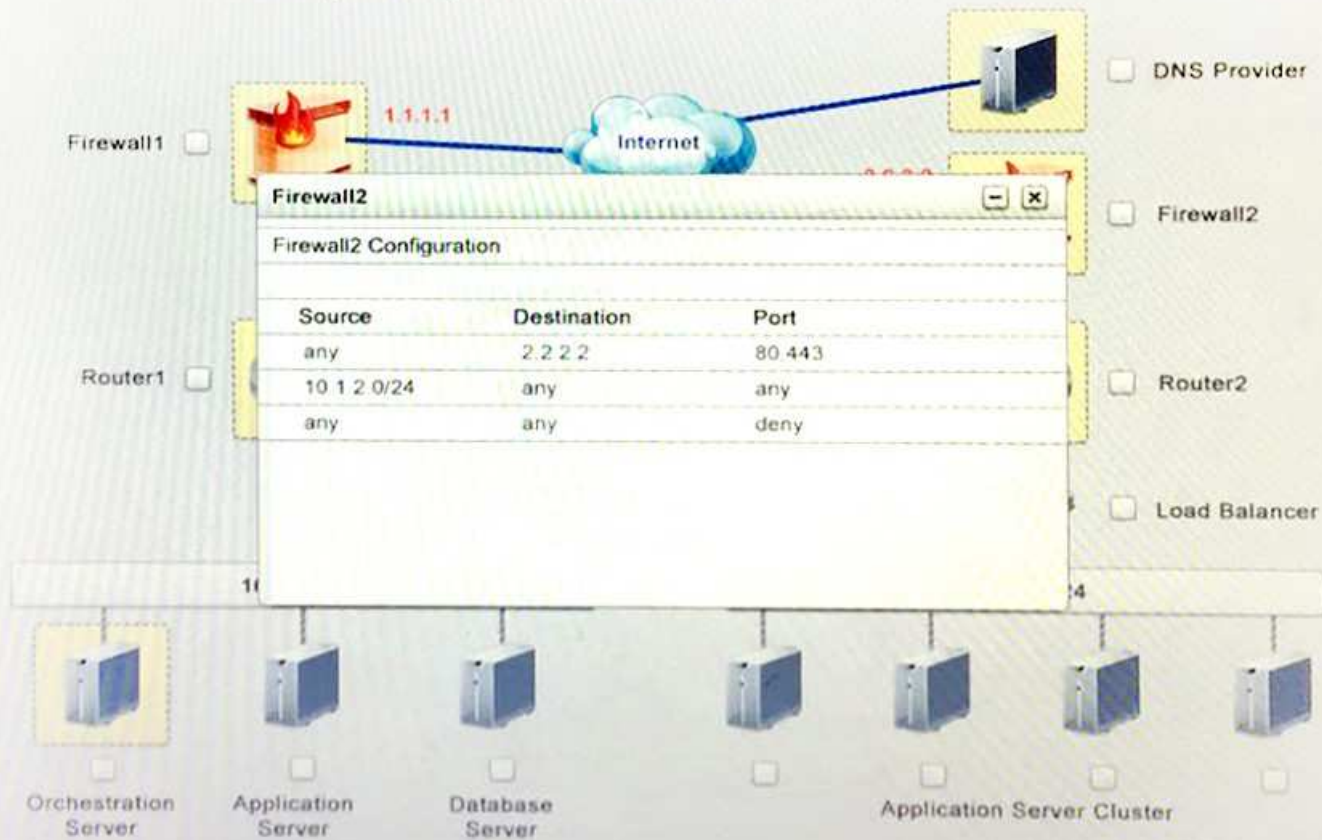 DNS Provider
1.1.1.1
Firewall1
Internet
Firewall2
Firewall2
Firewall2 Configuration
Source Destination Port
any 2.2.2.2 80.443
10.1.2.0/24 any any
any any deny
Router1
Router2
Load Balancer
10
24
Orchestration
Server
Application
Server
Database
Server
Application Server Cluster